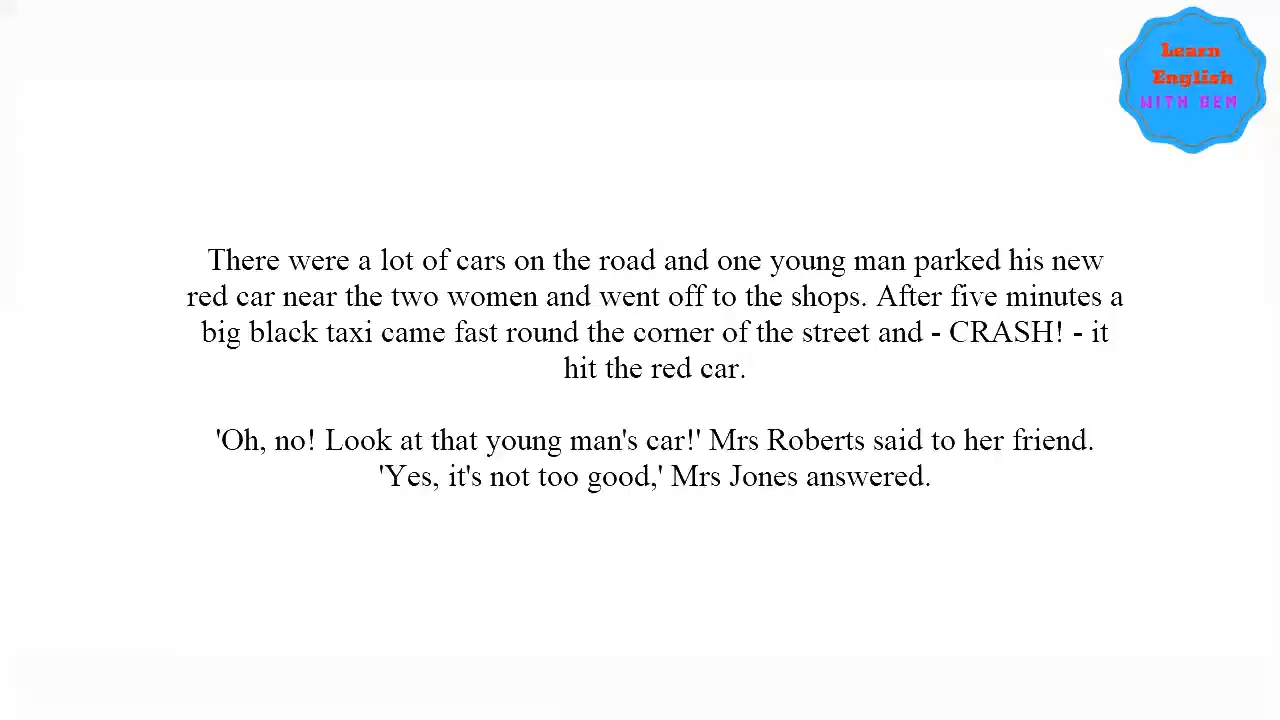 Learn
English
WITH GEM
There were a lot of cars on the road and one young man parked his new
red car near the two women and went off to the shops. After five minutes a
big black taxi came fast round the corner of the street and - CRASH! - it
hit the red car.
'Oh, no! Look at that young man's car!' Mrs Roberts said to her friend.
'Yes, it's not too good,' Mrs Jones answered.